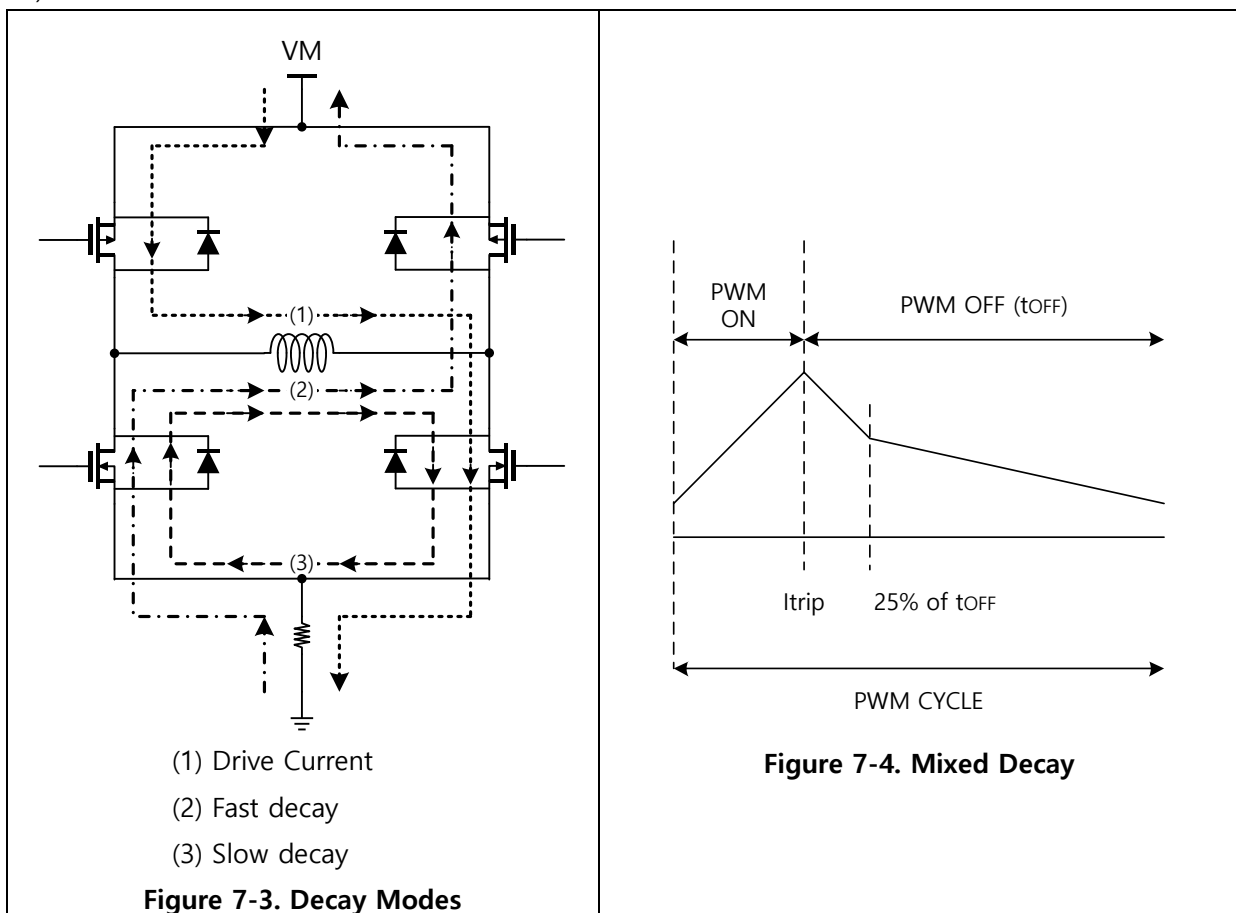 VM
(1)
(2)
(3)
(1) Drive Current
(2) Fast decay
(3) Slow decay
Figure 7-3. Decay Modes
PWM
ON
PWM OFF (tOFF)
Itrip
25% of tOFF
PWM CYCLE
Figure 7-4. Mixed Decay